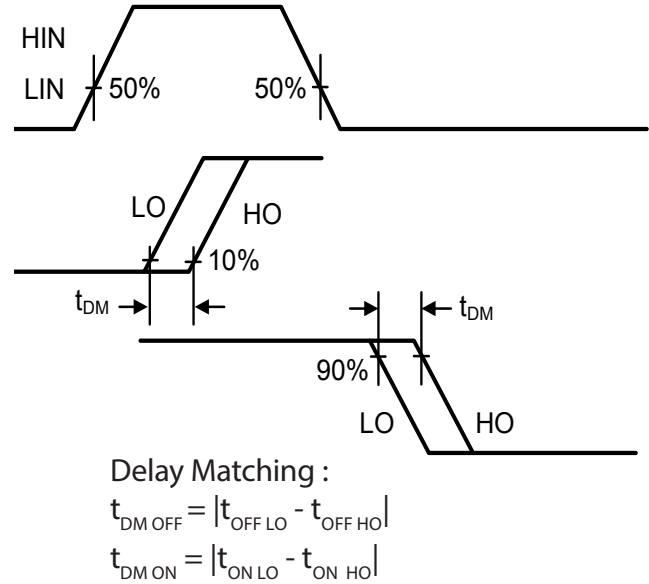 HIN
LIN 50% 50%
LO HO
10%
t_DM
t_DM
90%
LO HO
Delay Matching :
t_DM OFF = |t_OFF LO - t_OFF HO|
t_DM ON = |t_ON LO - t_ON HO|